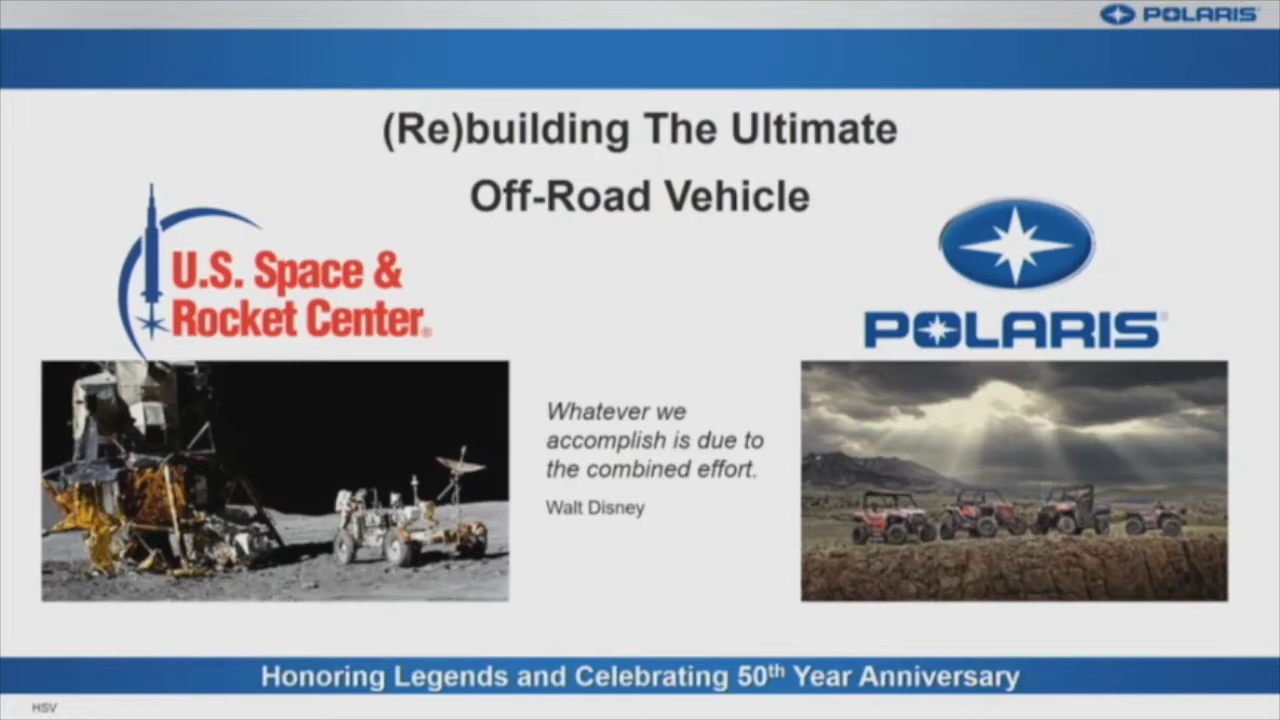 POLARIS
(Re)building The Ultimate
Off-Road Vehicle
U.S. Space &
Rocket Center®
POLARIS®
Whatever we
accomplish is due to
the combined effort.
Walt Disney
Honoring Legends and Celebrating 50th Year Anniversary
HSV